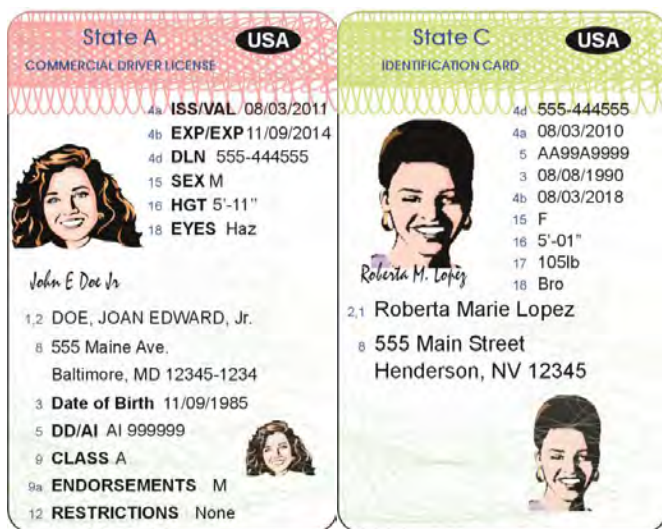 State A USA
COMMERCIAL DRIVER LICENSE
4a ISS/VAL 08/03/2011
4b EXP/EXP 11/09/2014
4d DLN 555-444555
15 SEX M
16 HGT 5'-11"
18 EYES Haz
John E Doe Jr
1,2 DOE, JOAN EDWARD, Jr.
8 555 Maine Ave.
Baltimore, MD 12345-1234
3 Date of Birth 11/09/1985
5 DD/AI AI 999999
9 CLASS A
9a ENDORSEMENTS M
12 RESTRICTIONS None
State C USA
IDENTIFICATION CARD
4d 555-444555
4a 08/03/2010
5 AA99A9999
3 08/08/1990
4b 08/03/2018
15 F
16 5'-01"
17 105lb
18 Bro
Roberta M. Lopez
2,1 Roberta Marie Lopez
8 555 Main Street
Henderson, NV 12345